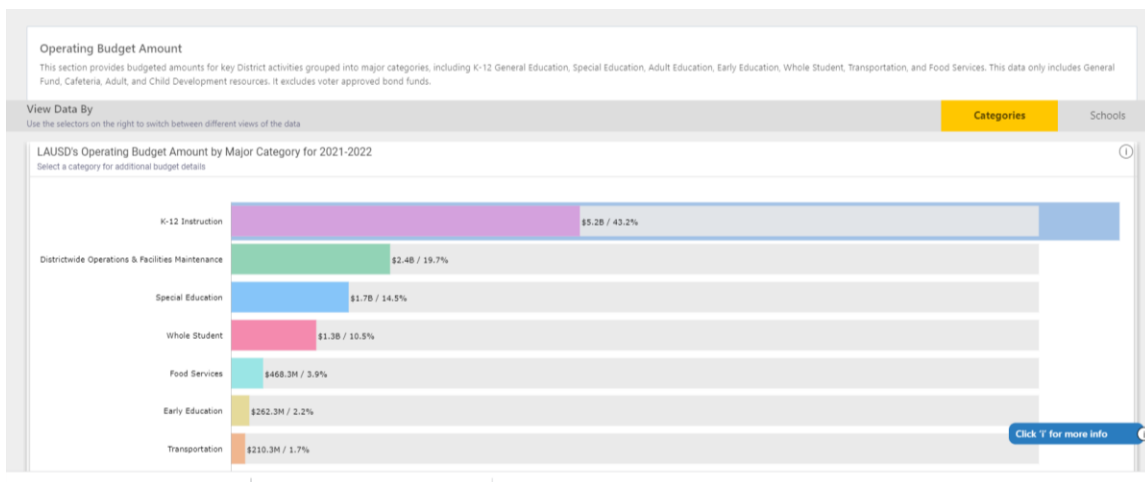 Operating Budget Amount
This section provides budgeted amounts for key District activities grouped into major categories, including K-12 General Education, Special Education, Adult Education, Early Education, Whole Student, Transportation, and Food Services. This data only includes General
Fund, Cafeteria, Adult, and Child Development resources. It excludes voter approved bond funds.
View Data By
Use the selectors on the right to switch between different views of the data
Categories
Schools
LAUSD's Operating Budget Amount by Major Category for 2021-2022
Select a category for additional budget details
K-12 Instruction
$5.2B / 43.2%
Districtwide Operations & Facilities Maintenance
$2.4B / 19.7%
Special Education
$1.7B / 14.5%
Whole Student
$1.3B / 10.5%
Food Services
$468.3M / 3.9%
Early Education
$262.3M / 2.2%
Transportation
$210.3M / 1.7%
Click 'i' for more info